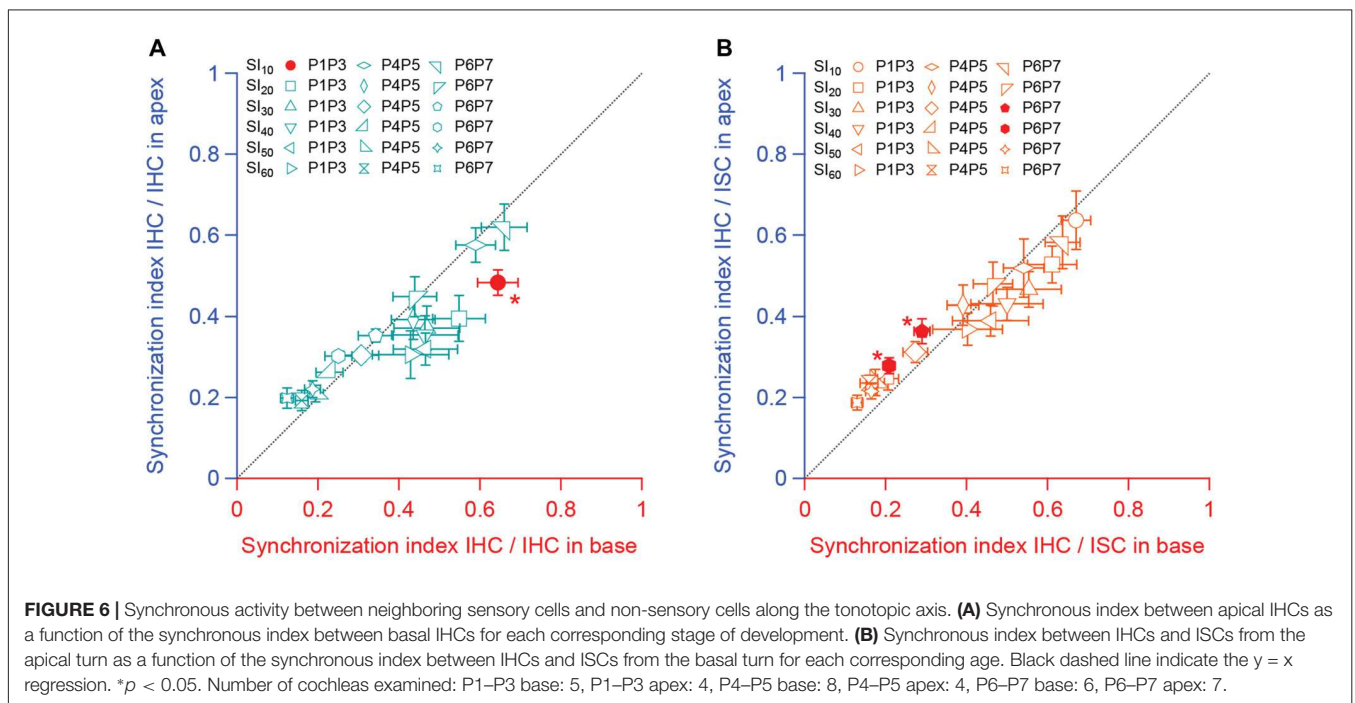 A
SI10 P1P3 P4P5 P6P7
SI20 P1P3 P4P5 P6P7
SI30 P1P3 P4P5 P6P7
SI40 P1P3 P4P5 P6P7
SI50 P1P3 P4P5 P6P7
SI60 P1P3 P4P5 P6P7
1
0.8
0.6
0.4
0.2
0
Synchronization index IHC / IHC in apex
*
0 0.2 0.4 0.6 0.8 1
Synchronization index IHC / IHC in base
B
SI10 P1P3 P4P5 P6P7
SI20 P1P3 P4P5 P6P7
SI30 P1P3 P4P5 P6P7
SI40 P1P3 P4P5 P6P7
SI50 P1P3 P4P5 P6P7
SI60 P1P3 P4P5 P6P7
1
0.8
0.6
0.4
0.2
0
Synchronization index IHC / ISC in apex
*
*
0 0.2 0.4 0.6 0.8 1
Synchronization index IHC / ISC in base
FIGURE 6 | Synchronous activity between neighboring sensory cells and non-sensory cells along the tonotopic axis. (A) Synchronous index between apical IHCs as
a function of the synchronous index between basal IHCs for each corresponding stage of development. (B) Synchronous index between IHCs and ISCs from the
apical turn as a function of the synchronous index between IHCs and ISCs from the basal turn for each corresponding age. Black dashed line indicate the y = x
regression. *p < 0.05. Number of cochleas examined: P1–P3 base: 5, P1–P3 apex: 4, P4–P5 base: 8, P4–P5 apex: 4, P6–P7 base: 6, P6–P7 apex: 7.